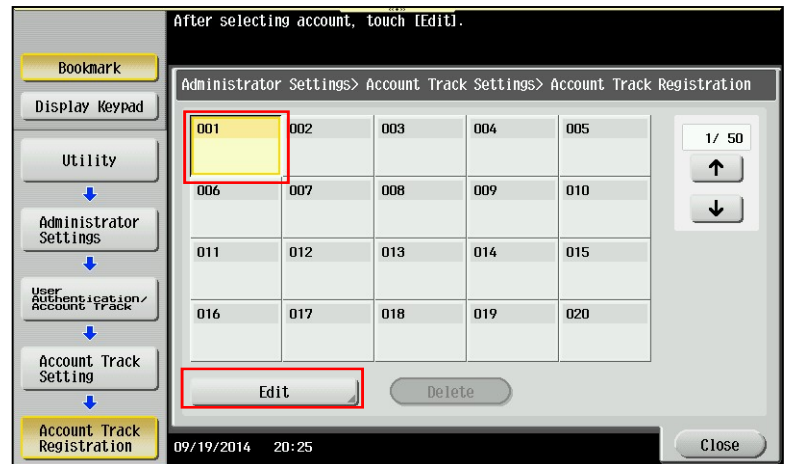 After selecting account, touch [Edit].
Bookmark
Display Keypad
Utility
Administrator
Settings
User
Authentication/
Account Track
Account Track
Setting
Account Track
Registration
Administrator Settings> Account Track Settings> Account Track Registration
001 002 003 004 005
006 007 008 009 010
011 012 013 014 015
016 017 018 019 020
1/ 50
Edit
Delete
09/19/2014 20:25
Close